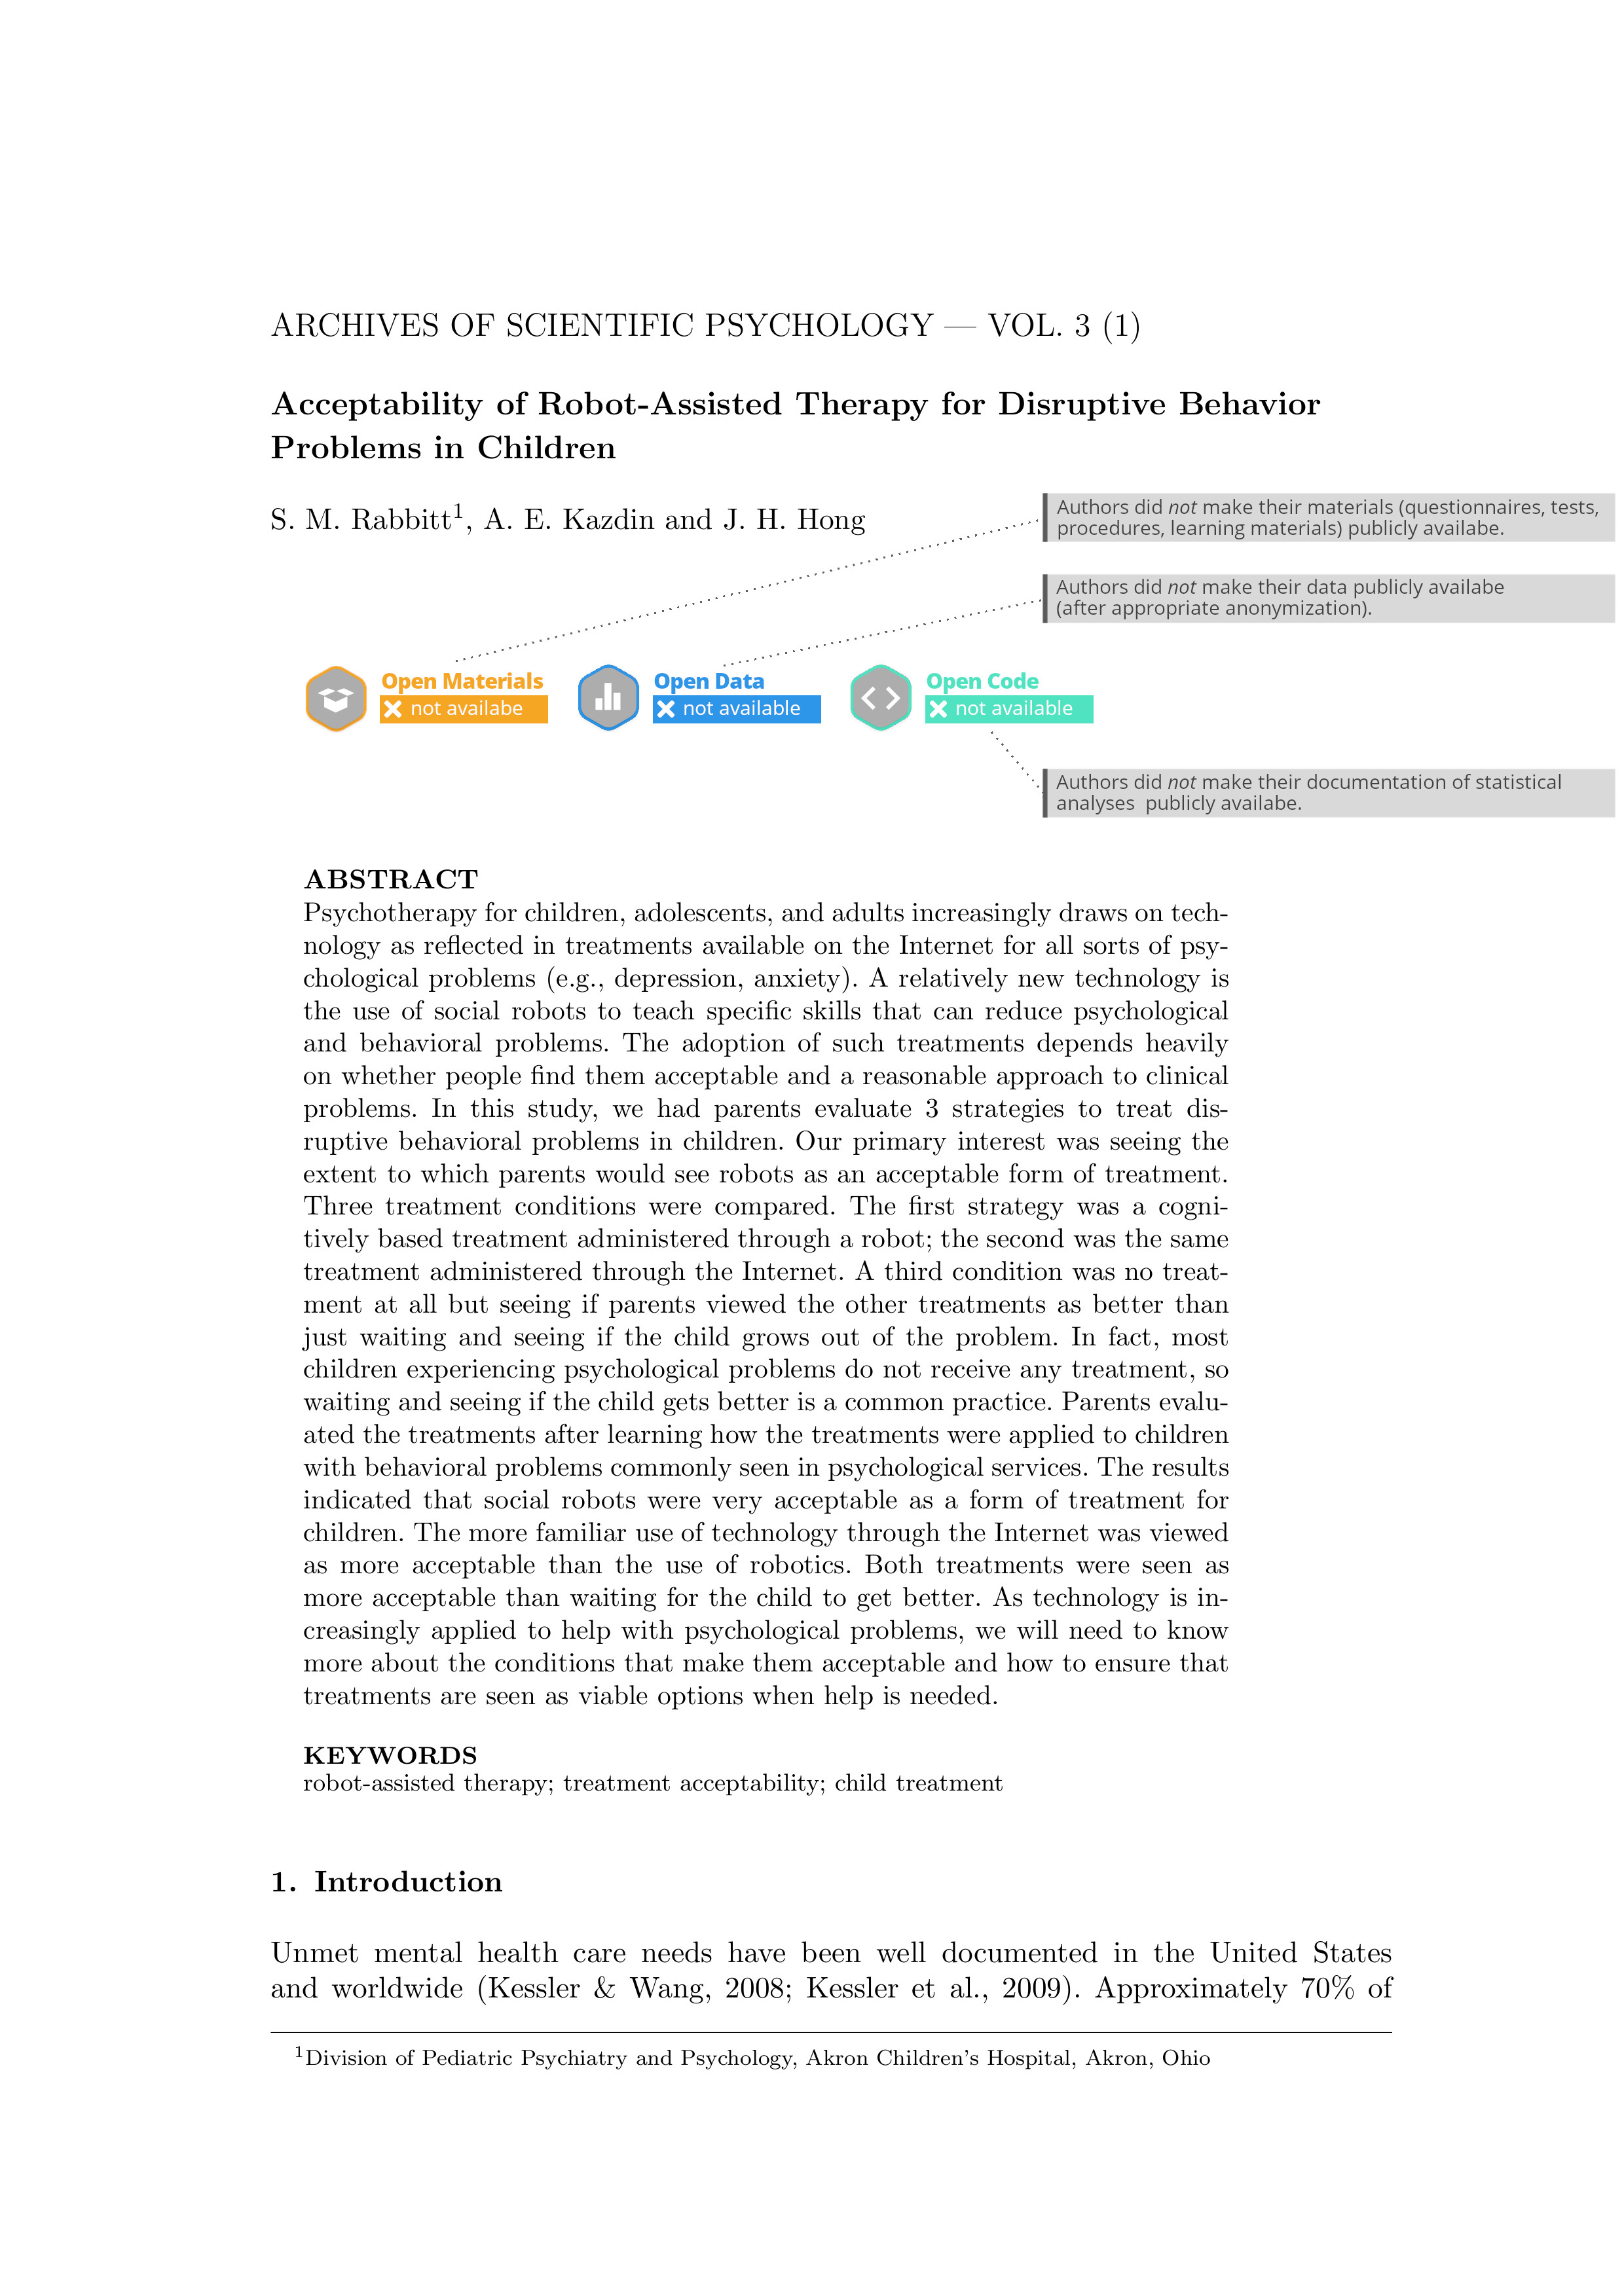 ARCHIVES OF SCIENTIFIC PSYCHOLOGY — VOL. 3 (1)
Acceptability of Robot-Assisted Therapy for Disruptive Behavior
Problems in Children
S. M. Rabbitt¹, A. E. Kazdin and J. H. Hong
Authors did not make their materials (questionnaires, tests,
procedures, learning materials) publicly availabe.
Authors did not make their data publicly availabe
(after appropriate anonymization).
Open Materials
not availabe
Open Data
not available
Open Code
not available
Authors did not make their documentation of statistical
analyses publicly availabe.
ABSTRACT
Psychotherapy for children, adolescents, and adults increasingly draws on tech-
nology as reflected in treatments available on the Internet for all sorts of psy-
chological problems (e.g., depression, anxiety). A relatively new technology is
the use of social robots to teach specific skills that can reduce psychological
and behavioral problems. The adoption of such treatments depends heavily
on whether people find them acceptable and a reasonable approach to clinical
problems. In this study, we had parents evaluate 3 strategies to treat dis-
ruptive behavioral problems in children. Our primary interest was seeing the
extent to which parents would see robots as an acceptable form of treatment.
Three treatment conditions were compared. The first strategy was a cogni-
tively based treatment administered through a robot; the second was the same
treatment administered through the Internet. A third condition was no treat-
ment at all but seeing if parents viewed the other treatments as better than
just waiting and seeing if the child grows out of the problem. In fact, most
children experiencing psychological problems do not receive any treatment, so
waiting and seeing if the child gets better is a common practice. Parents evalu-
ated the treatments after learning how the treatments were applied to children
with behavioral problems commonly seen in psychological services. The results
indicated that social robots were very acceptable as a form of treatment for
children. The more familiar use of technology through the Internet was viewed
as more acceptable than the use of robotics. Both treatments were seen as
more acceptable than waiting for the child to get better. As technology is in-
creasingly applied to help with psychological problems, we will need to know
more about the conditions that make them acceptable and how to ensure that
treatments are seen as viable options when help is needed.
KEYWORDS
robot-assisted therapy; treatment acceptability; child treatment
1. Introduction
Unmet mental health care needs have been well documented in the United States
and worldwide (Kessler & Wang, 2008; Kessler et al., 2009). Approximately 70% of
¹Division of Pediatric Psychiatry and Psychology, Akron Children's Hospital, Akron, Ohio